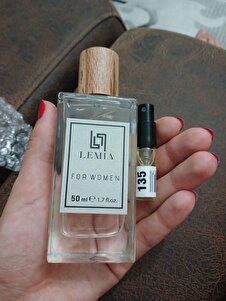 LEMIA
FOR WOMEN
50 ml e 1.7 fl.oz.
135